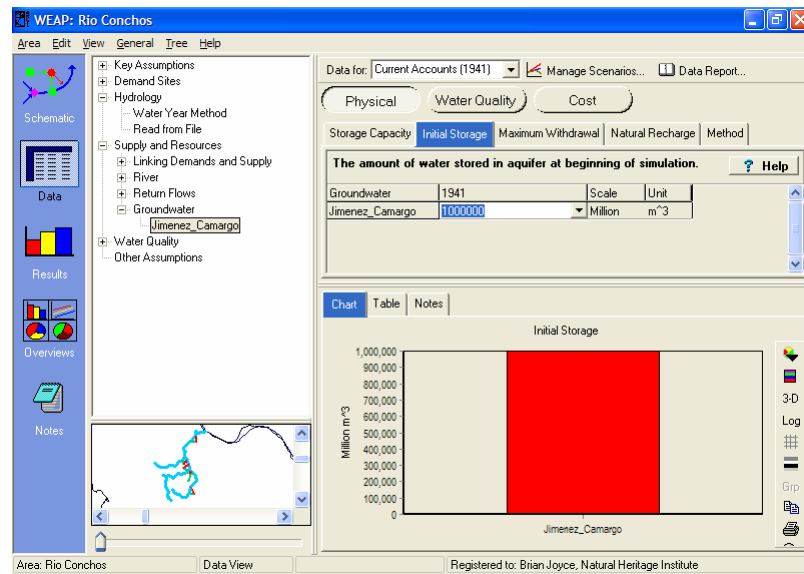 WEAP: Rio Conchos
Area Edit View General Tree Help
Schematic
Data
Results
Overviews
Notes
Key Assumptions
Demand Sites
Hydrology
Water Year Method
Read from File
Supply and Resources
Linking Demands and Supply
River
Return Flows
Groundwater
Jimenez_Camargo
Water Quality
Other Assumptions
Data for: Current Accounts (1941) Manage Scenarios... Data Report...
Physical Water Quality Cost
Storage Capacity Initial Storage Maximum Withdrawal Natural Recharge Method
The amount of water stored in aquifer at beginning of simulation. ? Help
Groundwater 1941 Scale Unit
Jimenez_Camargo 1000000 Million m^3
Chart Table Notes
Initial Storage
Million m^3
1,000,000
900,000
800,000
700,000
600,000
500,000
400,000
300,000
200,000
100,000
0
Jimenez_Camargo
3-D
Log
Grp
Area: Rio Conchos Data View Registered to: Brian Joyce, Natural Heritage Institute